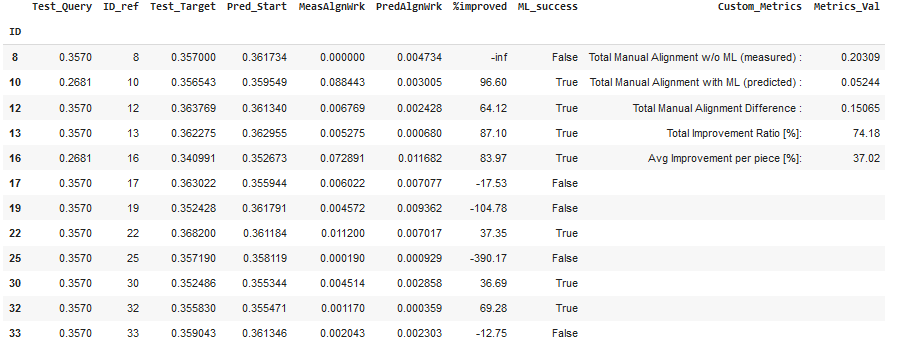 Test_Query ID_ref Test_Target Pred_Start MeasAlgnWrk PredAlgnWrk %improved ML_success Custom_Metrics Metrics_Val
ID
8 0.3570 8 0.357000 0.361734 0.000000 0.004734 -inf False Total Manual Alignment w/o ML (measured) : 0.20309
10 0.2681 10 0.356543 0.359549 0.088443 0.003005 96.60 True Total Manual Alignment with ML (predicted) : 0.05244
12 0.3570 12 0.363769 0.361340 0.006769 0.002428 64.12 True Total Manual Alignment Difference : 0.15065
13 0.3570 13 0.362275 0.362955 0.005275 0.000680 87.10 True Total Improvement Ratio [%]: 74.18
16 0.2681 16 0.340991 0.352673 0.072891 0.011682 83.97 True Avg Improvement per piece [%]: 37.02
17 0.3570 17 0.363022 0.355944 0.006022 0.007077 -17.53 False
19 0.3570 19 0.352428 0.361791 0.004572 0.009362 -104.78 False
22 0.3570 22 0.368200 0.361184 0.011200 0.007017 37.35 True
25 0.3570 25 0.357190 0.358119 0.000190 0.000929 -390.17 False
30 0.3570 30 0.352486 0.355344 0.004514 0.002858 36.69 True
32 0.3570 32 0.355830 0.355471 0.001170 0.000359 69.28 True
33 0.3570 33 0.359043 0.361346 0.002043 0.002303 -12.75 False